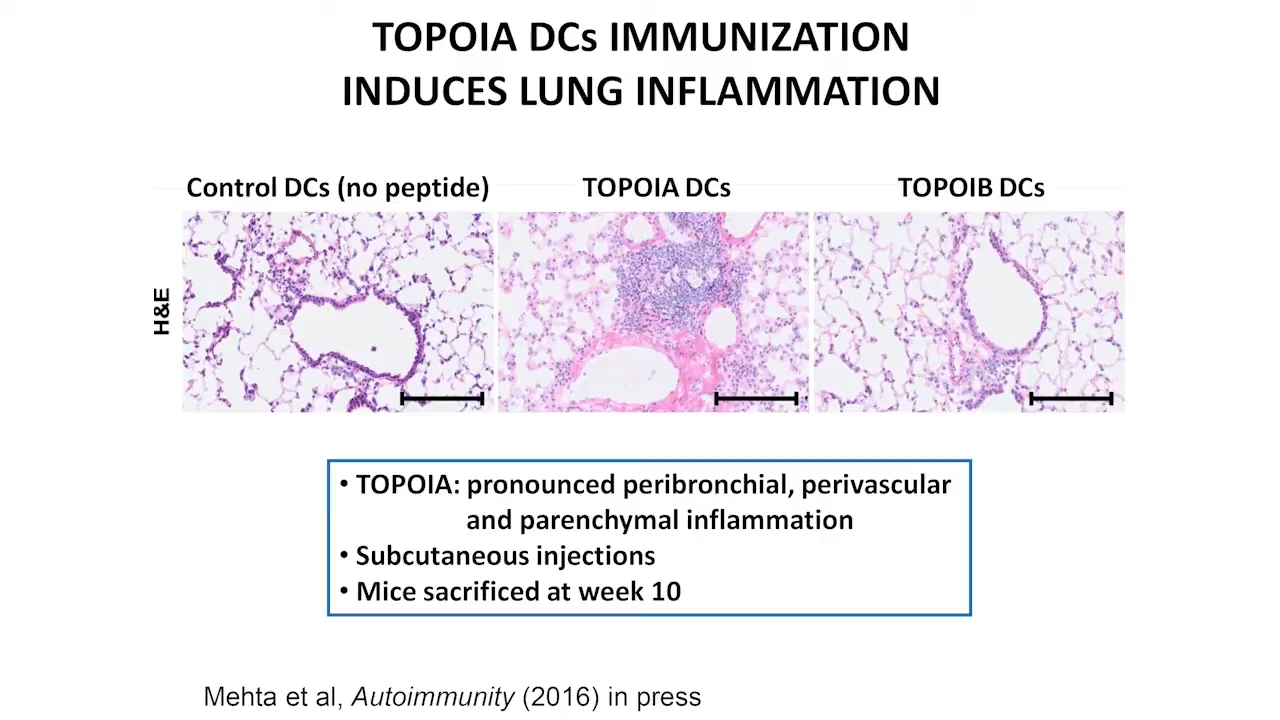 TOPOIA DCs IMMUNIZATION
INDUCES LUNG INFLAMMATION
Control DCs (no peptide)
TOPOIA DCs
TOPOIB DCs
H&E
• TOPOIA: pronounced peribronchial, perivascular
and parenchymal inflammation
• Subcutaneous injections
• Mice sacrificed at week 10
Mehta et al, Autoimmunity (2016) in press